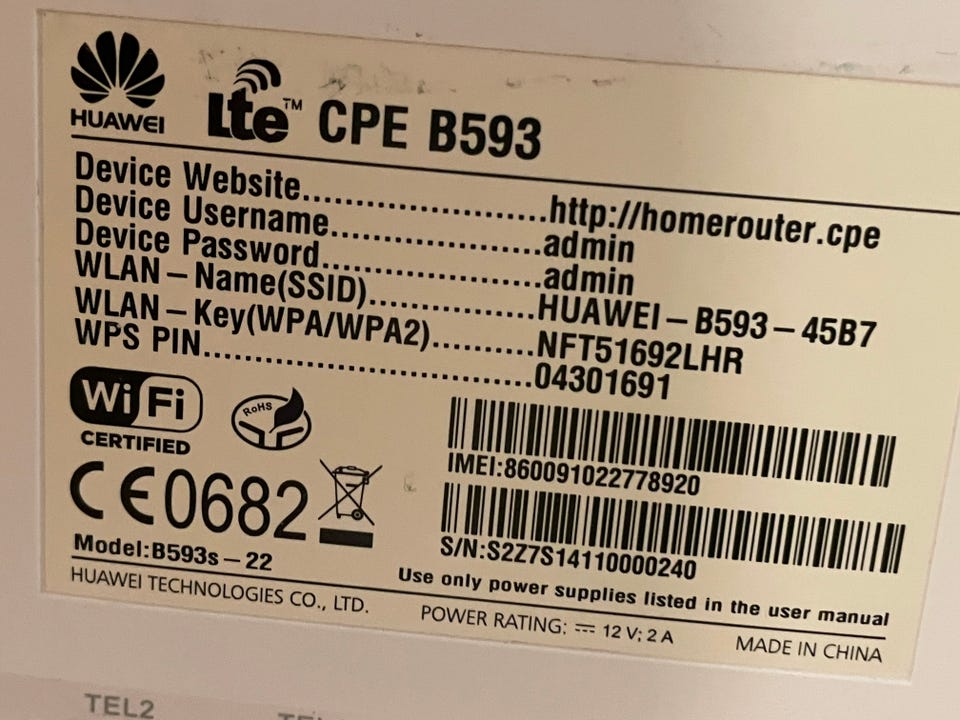 HUAWEI
Lte™ CPE B593
Device Website.......................http://homerouter.cpe
Device Username....................admin
Device Password.....................admin
WLAN – Name(SSID)................HUAWEI – B593 – 45B7
WLAN – Key(WPA/WPA2)..........NFT51692LHR
WPS PIN................................04301691
Wi Fi
CERTIFIED
RoHS
IMEI:860091022778920
CE0682
S/N:S2Z7S14110000240
Model:B593s – 22
Use only power supplies listed in the user manual
HUAWEI TECHNOLOGIES CO., LTD.
POWER RATING: ⎓ 12 V; 2 A
MADE IN CHINA
TEL2